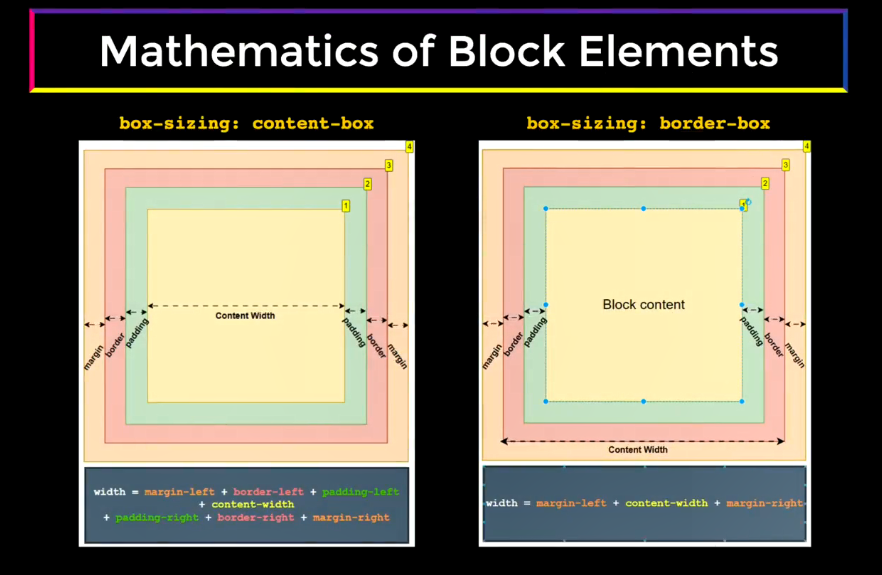 Mathematics of Block Elements
box-sizing: content-box
4
3
2
1
Content Width
margin
border
padding
padding
border
margin
width = margin-left + border-left + padding-left
+ content-width
+ padding-right + border-right + margin-right
box-sizing: border-box
4
3
2
1
Block content
margin
border
padding
padding
border
margin
Content Width
width = margin-left + content-width + margin-right